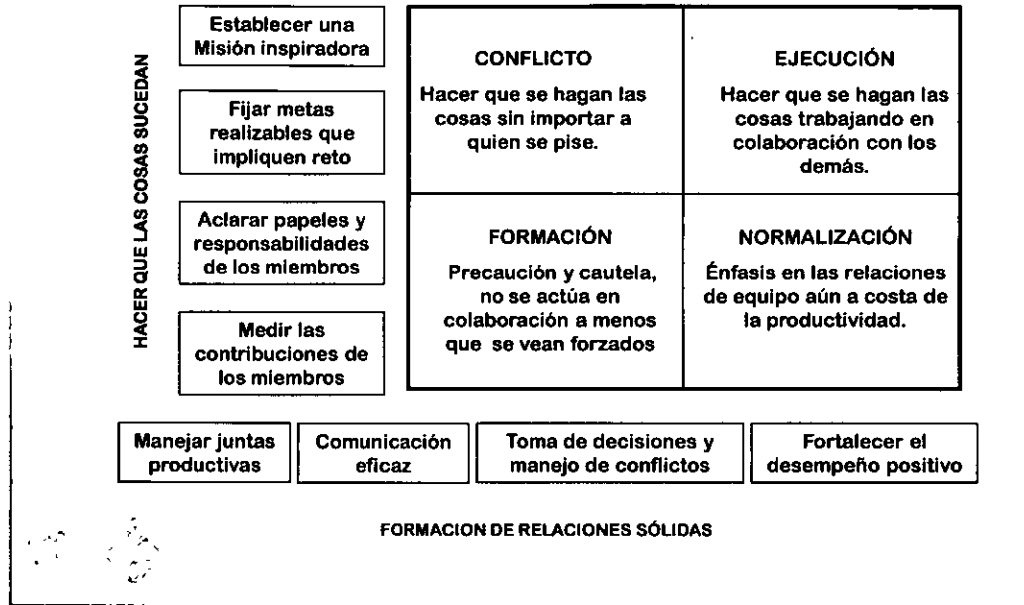 HACER QUE LAS COSAS SUCEDAN
Establecer una
Misión inspiradora
Fijar metas
realizables que
impliquen reto
Aclarar papeles y
responsabilidades
de los miembros
Medir las
contribuciones de
los miembros
CONFLICTO
Hacer que se hagan las
cosas sin importar a
quien se pise.
EJECUCIÓN
Hacer que se hagan las
cosas trabajando en
colaboración con los
demás.
FORMACIÓN
Precaución y cautela,
no se actúa en
colaboración a menos
que se vean forzados
NORMALIZACIÓN
Énfasis en las relaciones
de equipo aún a costa de
la productividad.
Manejar juntas
productivas
Comunicación
eficaz
Toma de decisiones y
manejo de conflictos
Fortalecer el
desempeño positivo
FORMACION DE RELACIONES SÓLIDAS